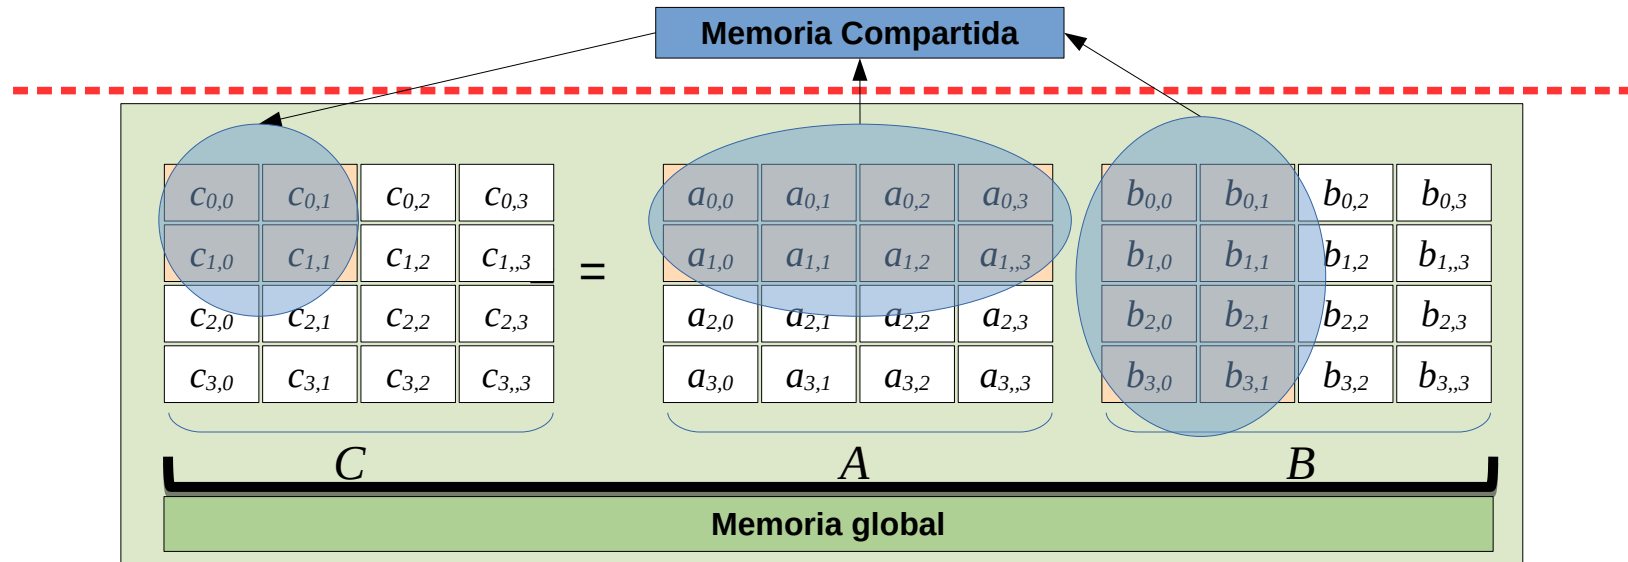 Memoria Compartida
c0,0 c0,1 c0,2 c0,3 a0,0 a0,1 a0,2 a0,3 b0,0 b0,1 b0,2 b0,3
c1,0 c1,1 c1,2 c1,,3 = a1,0 a1,1 a1,2 a1,,3 b1,0 b1,1 b1,2 b1,,3
c2,0 c2,1 c2,2 c2,3 a2,0 a2,1 a2,2 a2,3 b2,0 b2,1 b2,2 b2,3
c3,0 c3,1 c3,2 c3,,3 a3,0 a3,1 a3,2 a3,,3 b3,0 b3,1 b3,2 b3,,3
C A B
Memoria global